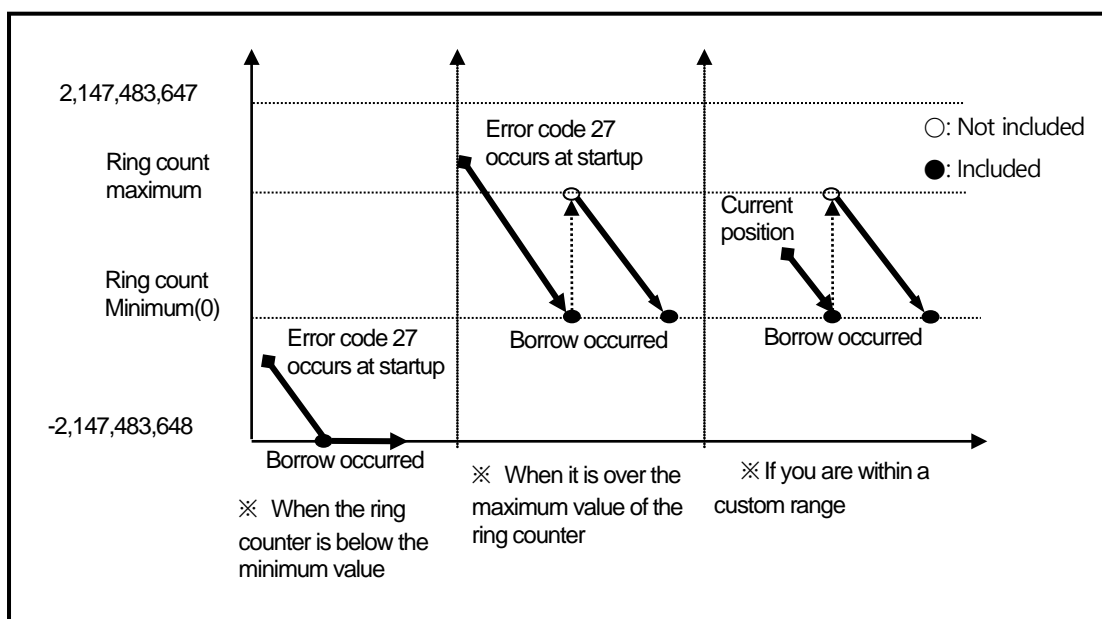 2,147,483,647
Ring count
maximum
Ring count
Minimum(0)
-2,147,483,648
Error code 27
occurs at startup
Borrow occurred
※ When the ring
counter is below the
minimum value
Error code 27
occurs at startup
Borrow occurred
※ When it is over the
maximum value of the
ring counter
Current
position
Borrow occurred
※ If you are within a
custom range
○: Not included
●: Included